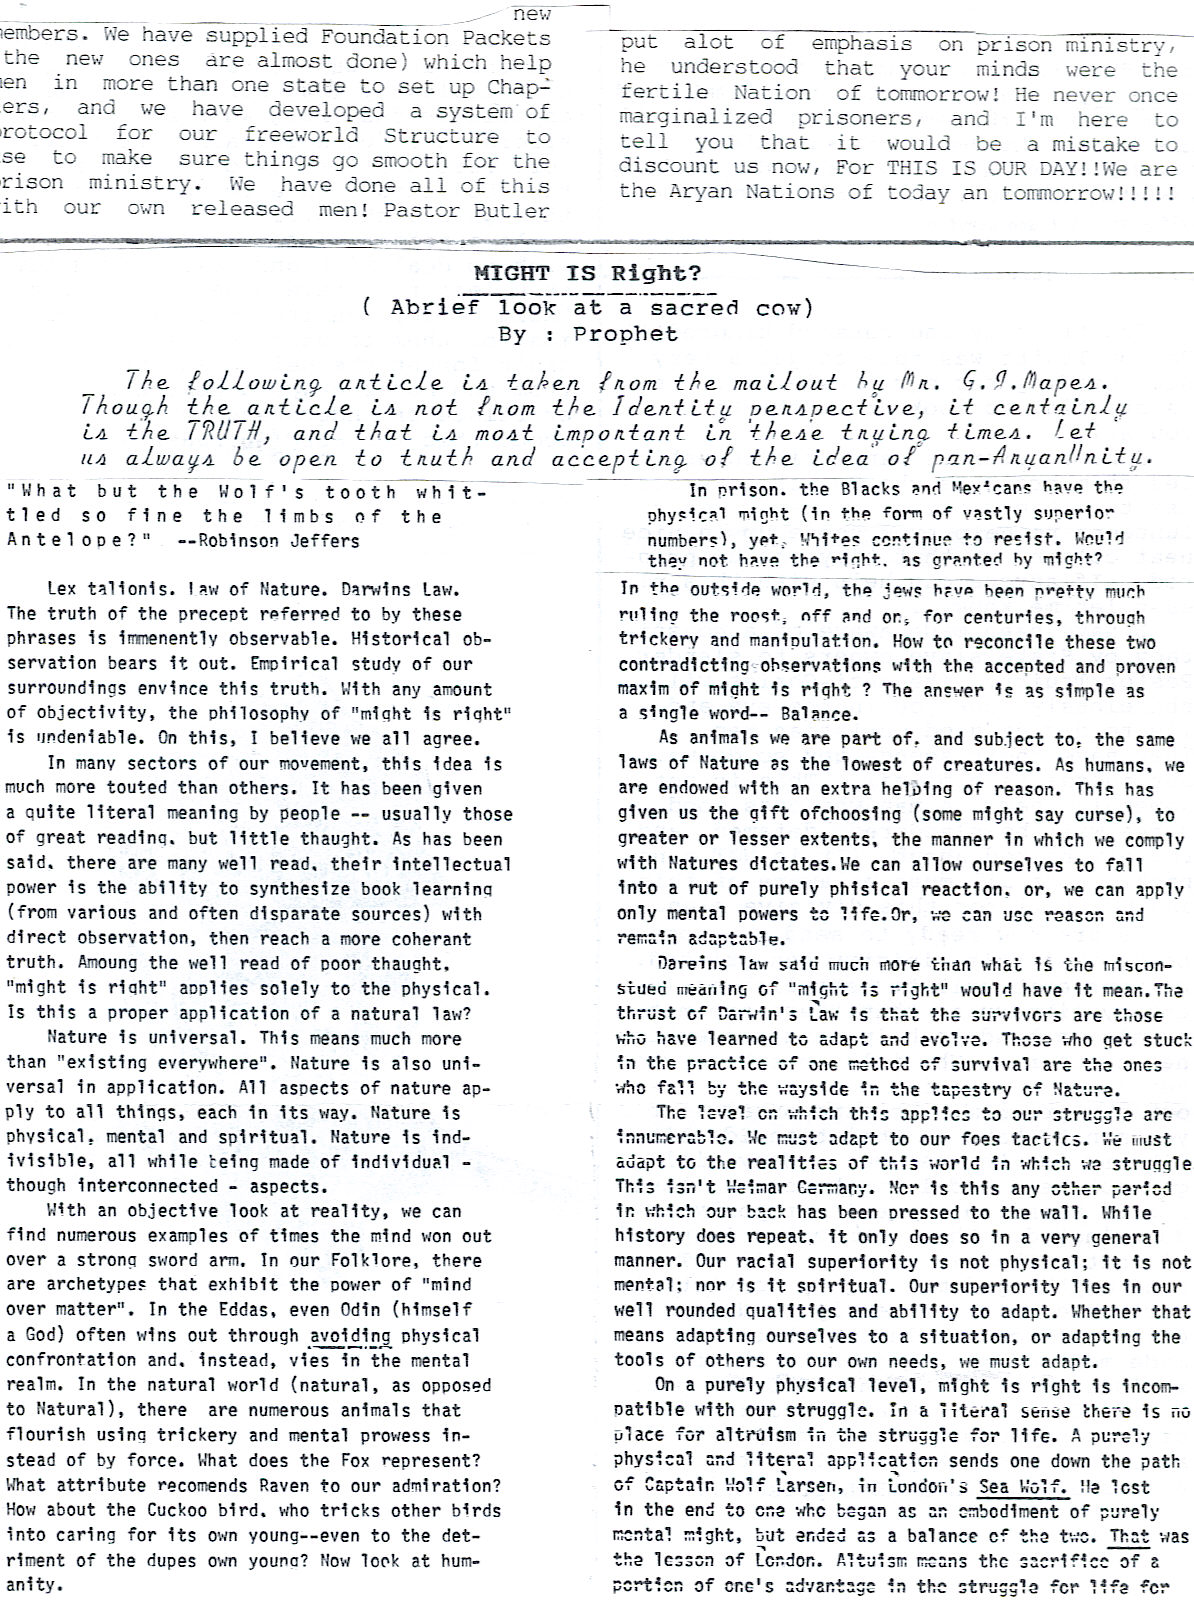 new
embers. We have supplied Foundation Packets
the new ones are almost done) which help
en in more than one state to set up Chap-
ers, and we have developed a system of
rotocol for our freeworld Structure to
se to make sure things go smooth for the
rison ministry. We have done all of this
ith our own released men! Pastor Butler
put alot of emphasis on prison ministry,
he understood that your minds were the
fertile Nation of tommorrow! He never once
marginalized prisoners, and I'm here to
tell you that it would be a mistake to
discount us now, For THIS IS OUR DAY!!We are
the Aryan Nations of today an tommorrow!!!!!
MIGHT IS Right?
( Abrief look at a sacred cow)
By : Prophet
The following article is taken from the mailout by Mr. G.J.Mapes.
Though the article is not from the Identity perspective, it certainly
is the TRUTH, and that is most important in these trying times. Let
us always be open to truth and accepting of the idea of pan-AryanUnity.
"What but the Wolf's tooth whit-
tled so fine the limbs of the
Antelope?" --Robinson Jeffers
Lex talionis. Law of Nature. Darwins Law.
The truth of the precept referred to by these
phrases is immenently observable. Historical ob-
servation bears it out. Empirical study of our
surroundings envince this truth. With any amount
of objectivity, the philosophy of "might is right"
is undeniable. On this, I believe we all agree.
In many sectors of our movement, this idea is
much more touted than others. It has been given
a quite literal meaning by people -- usually those
of great reading, but little thaught. As has been
said, there are many well read, their intellectual
power is the ability to synthesize book learning
(from various and often disparate sources) with
direct observation, then reach a more coherant
truth. Amoung the well read of poor thaught,
"might is right" applies solely to the physical.
Is this a proper application of a natural law?
Nature is universal. This means much more
than "existing everywhere". Nature is also uni-
versal in application. All aspects of nature ap-
ply to all things, each in its way. Nature is
physical, mental and spiritual. Nature is ind-
ivisible, all while being made of individual -
though interconnected - aspects.
With an objective look at reality, we can
find numerous examples of times the mind won out
over a strong sword arm. In our Folklore, there
are archetypes that exhibit the power of "mind
over matter". In the Eddas, even Odin (himself
a God) often wins out through avoiding physical
confrontation and, instead, vies in the mental
realm. In the natural world (natural, as opposed
to Natural), there are numerous animals that
flourish using trickery and mental prowess in-
stead of by force. What does the Fox represent?
What attribute recomends Raven to our admiration?
How about the Cuckoo bird, who tricks other birds
into caring for its own young--even to the det-
riment of the dupes own young? Now look at hum-
anity.
In prison, the Blacks and Mexicans have the
physical might (in the form of vastly superior
numbers), yet, Whites continue to resist. Would
they not have the right, as granted by might?
In the outside world, the jews have been pretty much
ruling the roost, off and on, for centuries, through
trickery and manipulation. How to reconcile these two
contradicting observations with the accepted and proven
maxim of might is right ? The answer is as simple as
a single word-- Balance.
As animals we are part of, and subject to, the same
laws of Nature as the lowest of creatures. As humans, we
are endowed with an extra helping of reason. This has
given us the gift ofchoosing (some might say curse), to
greater or lesser extents, the manner in which we comply
with Natures dictates.We can allow ourselves to fall
into a rut of purely phisical reaction, or, we can apply
only mental powers to life.Or, we can use reason and
remain adaptable.
Dareins law said much more than what is the miscon-
stued meaning of "might is right" would have it mean.The
thrust of Darwin's Law is that the survivors are those
who have learned to adapt and evolve. Those who get stuck
in the practice of one method of survival are the ones
who fall by the wayside in the tapestry of Nature.
The level on which this applies to our struggle are
innumerable. We must adapt to our foes tactics. We must
adapt to the realities of this world in which we struggle
This isn't Weimar Germany. Nor is this any other period
in which our back has been pressed to the wall. While
history does repeat, it only does so in a very general
manner. Our racial superiority is not physical; it is not
mental; nor is it spiritual. Our superiority lies in our
well rounded qualities and ability to adapt. Whether that
means adapting ourselves to a situation, or adapting the
tools of others to our own needs, we must adapt.
On a purely physical level, might is right is incom-
patible with our struggle. In a literal sense there is no
place for altruism in the struggle for life. A purely
physical and literal application sends one down the path
of Captain Wolf Larsen, in London's Sea Wolf. He lost
in the end to one who began as an embodiment of purely
mental might, but ended as a balance of the two. That was
the lesson of London. Altuism means the sacrifice of a
portion of one's advantage in the struggle for life for